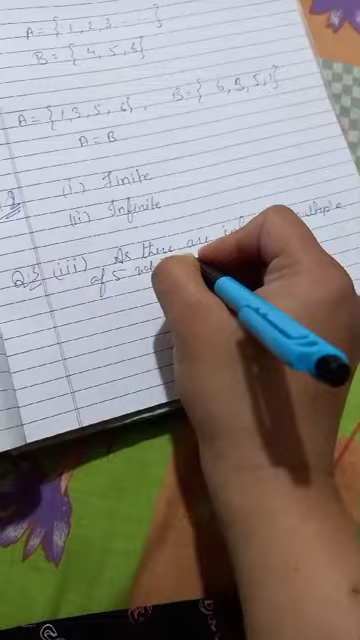 A = { 1, 2, 3 ---- }
B = { 4, 5, 6 }
A = { 1, 3, 5, 6 }, B = { 6, 3, 5, 1 }
A = B
(i) Finite
(ii) Infinite
Q.3 (iii) As there are
of 5